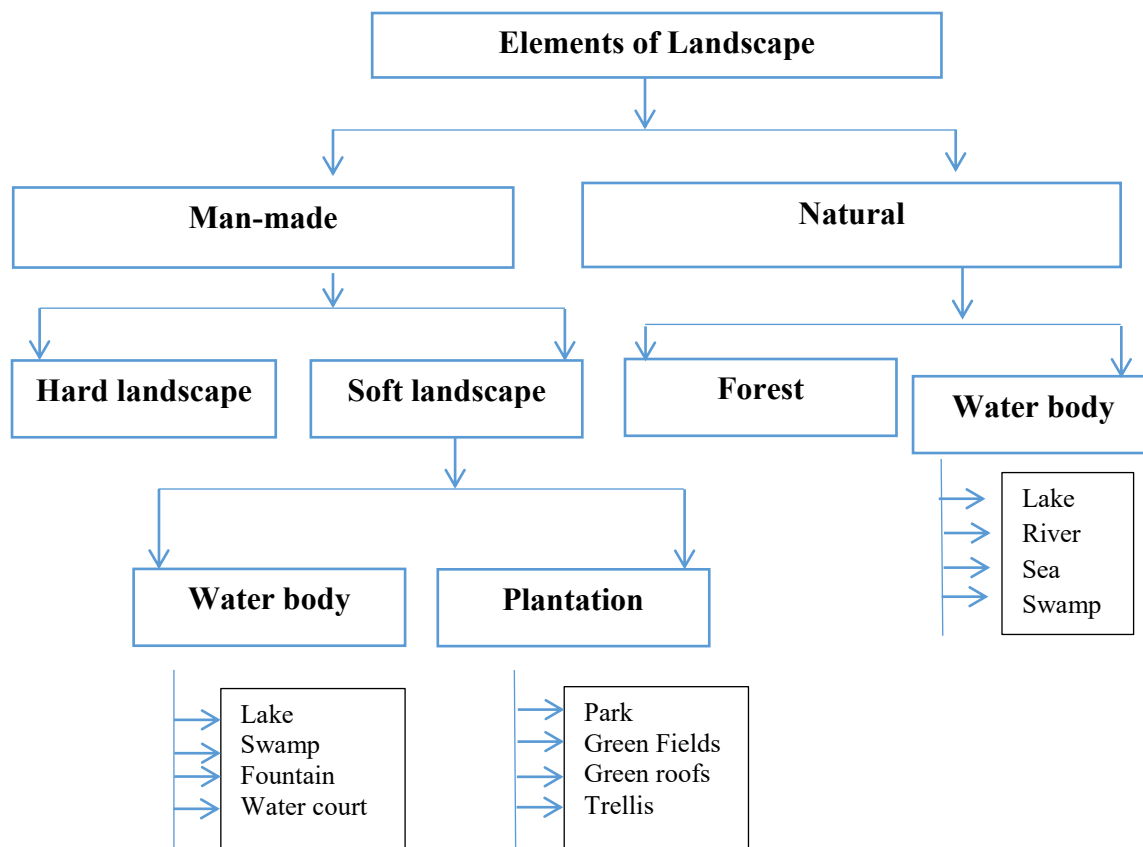 Elements of Landscape
Man-made
Natural
Hard landscape
Soft landscape
Forest
Water body
Lake
River
Sea
Swamp
Water body
Plantation
Lake
Swamp
Fountain
Water court
Park
Green Fields
Green roofs
Trellis